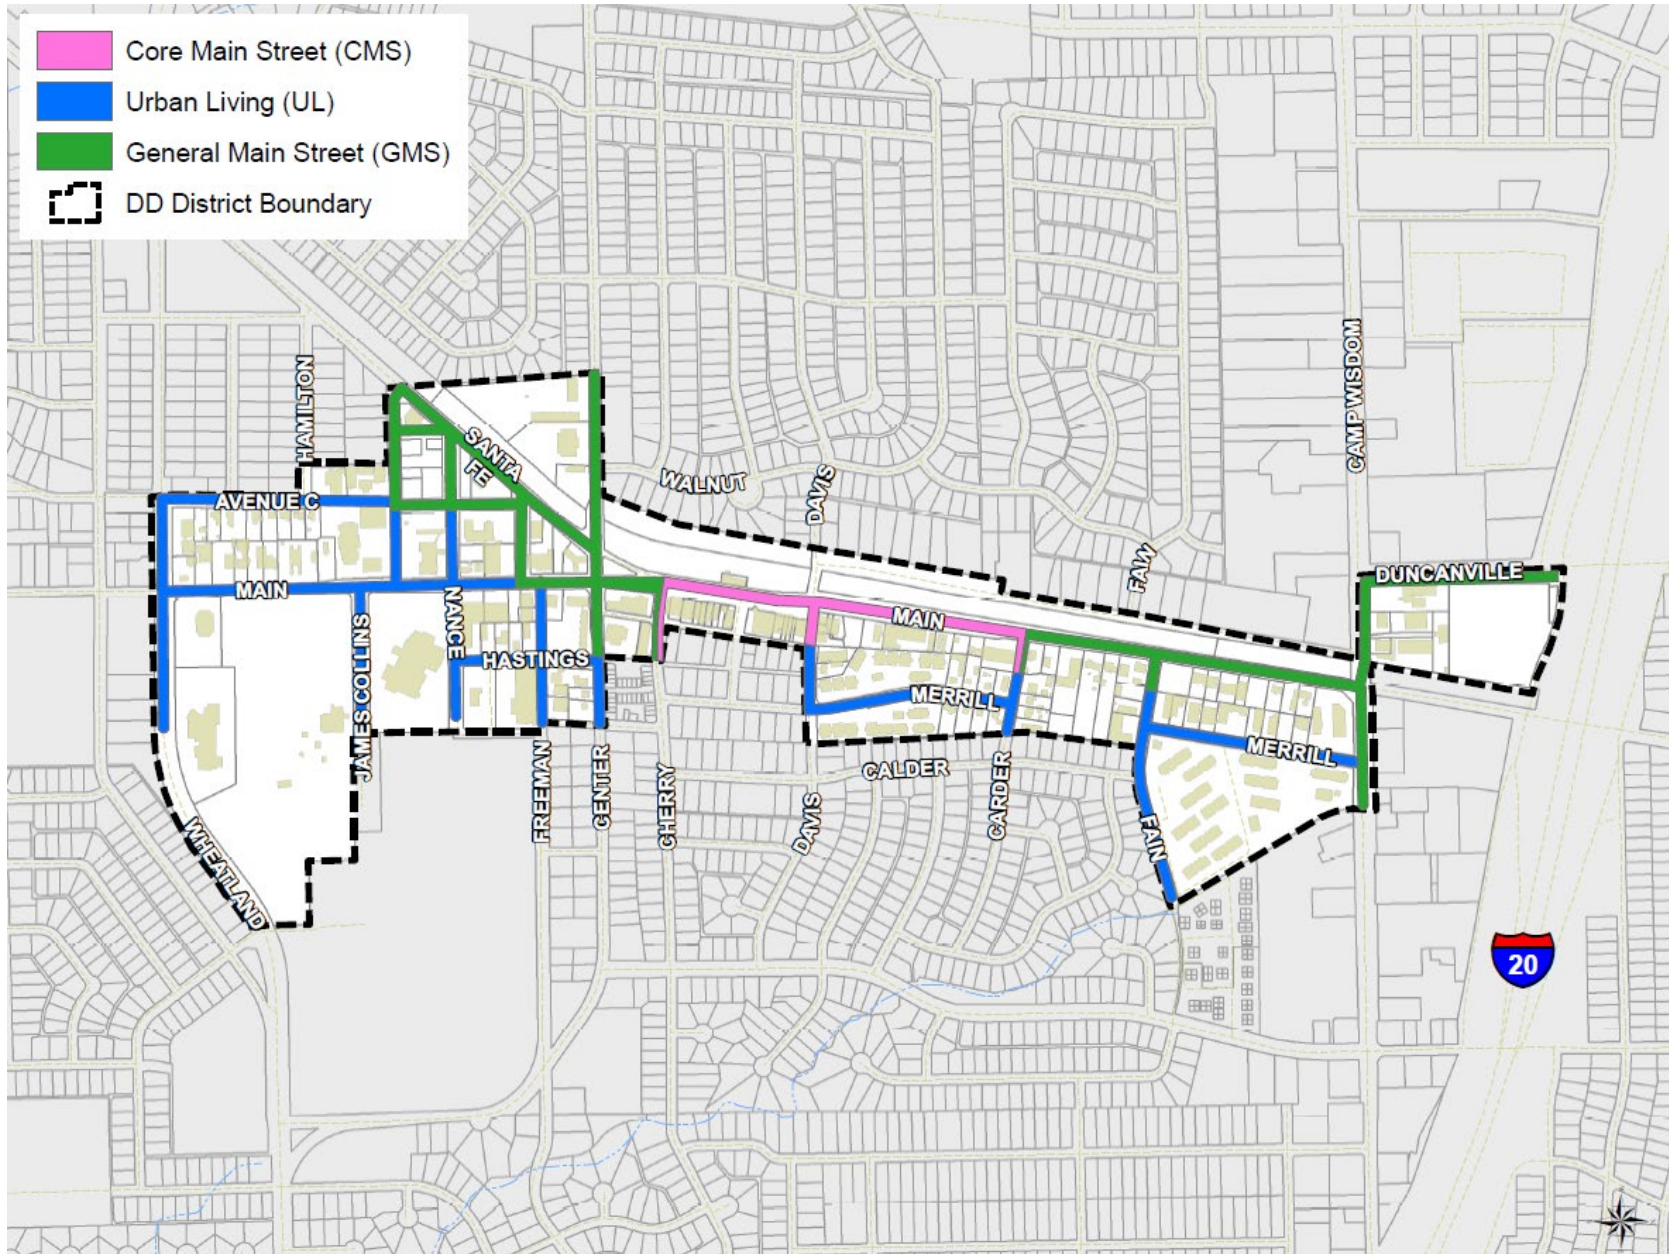 Core Main Street (CMS)
Urban Living (UL)
General Main Street (GMS)
DD District Boundary
HAMILTON
CAMP WISDOM
SANTA
FE
WALNUT
DAVIS
AVENUE C
FAW
DUNCANVILLE
MAIN
NANCE
MAIN
JAMES COLLINS
HASTINGS
MERRILL
MERRILL
FREEMAN
CENTER
CHERRY
DAVIS
CALDER
CARDER
FAIN
WHEATLAND
20